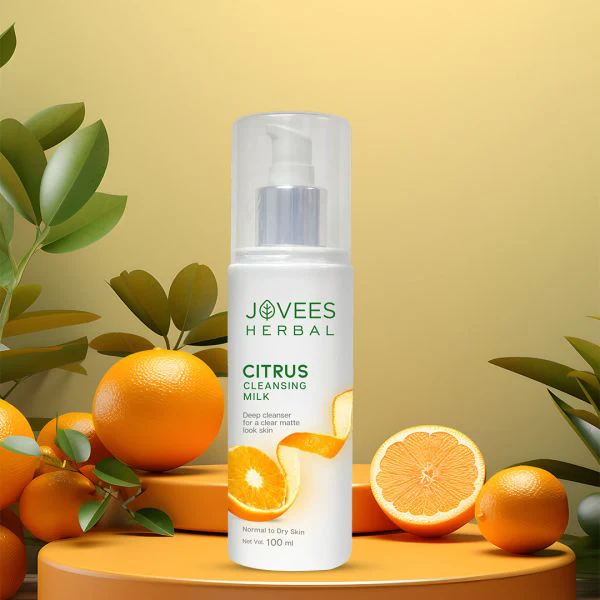 JOVEES
HERBAL
CITRUS
CLEANSING
MILK
Deep cleanser
for a clear matte
look skin
Normal to Dry Skin
Net Vol. 100 ml